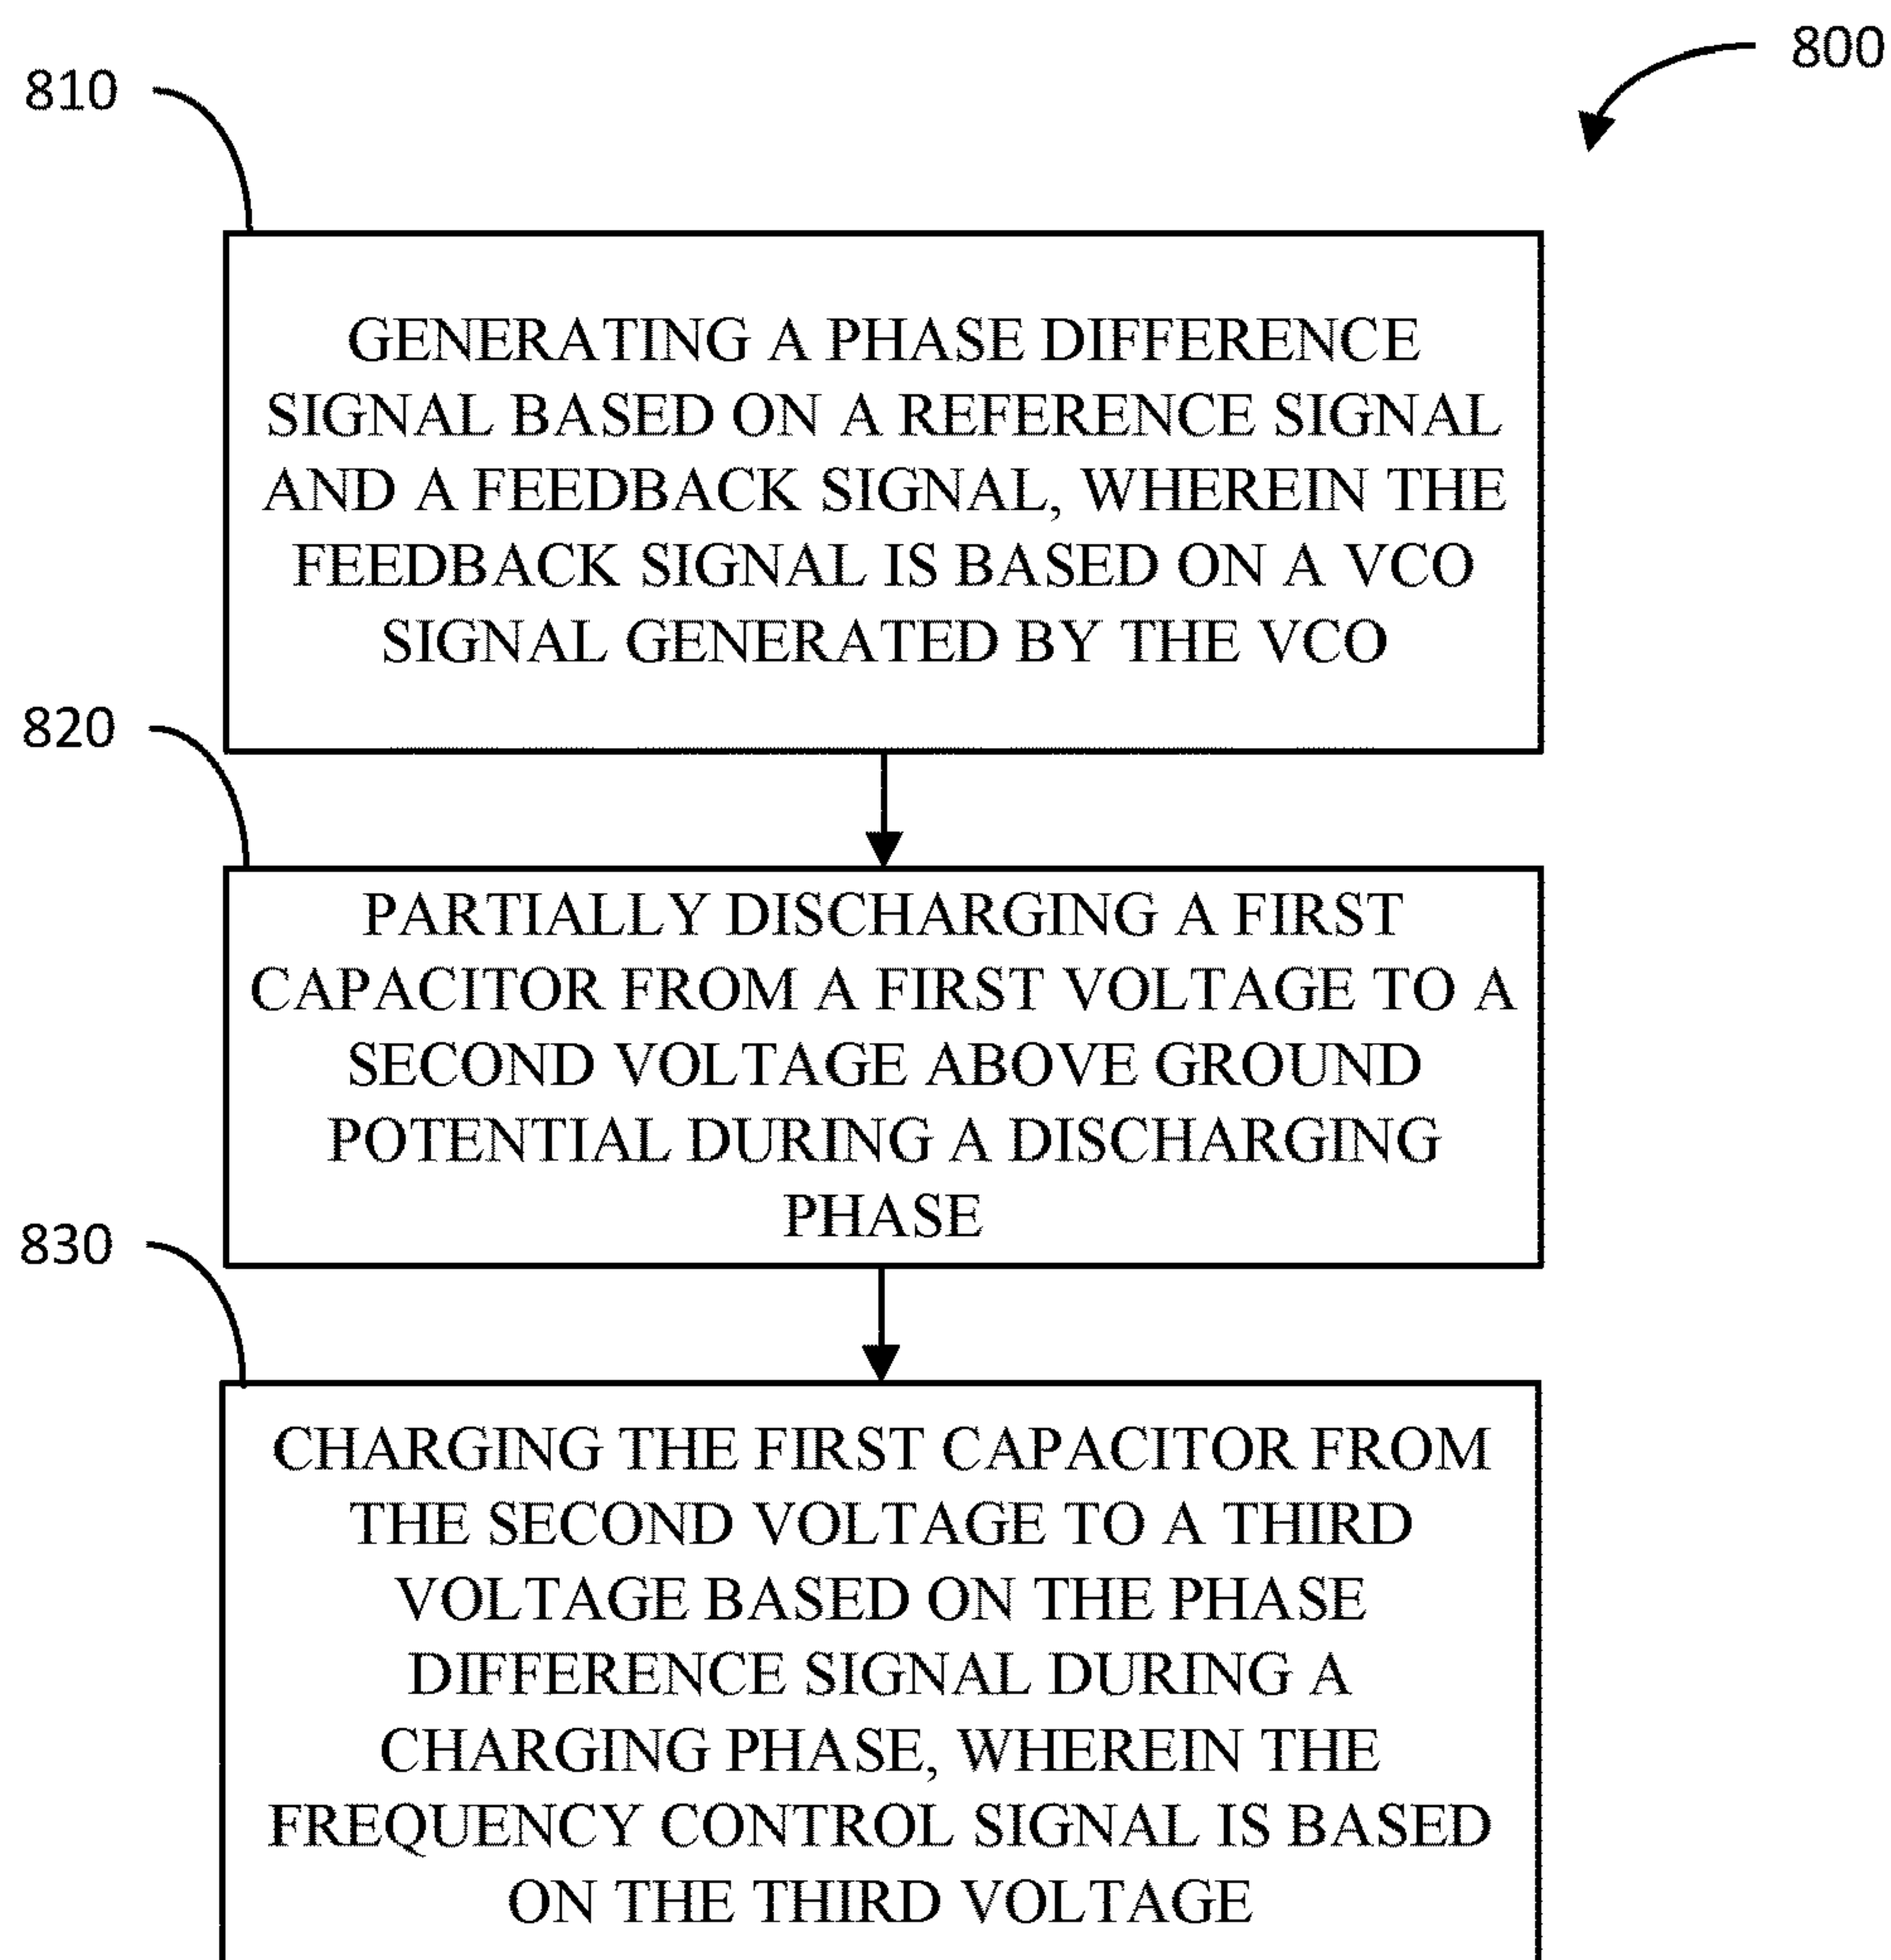 800
810
GENERATING A PHASE DIFFERENCE
SIGNAL BASED ON A REFERENCE SIGNAL
AND A FEEDBACK SIGNAL, WHEREIN THE
FEEDBACK SIGNAL IS BASED ON A VCO
SIGNAL GENERATED BY THE VCO
820
PARTIALLY DISCHARGING A FIRST
CAPACITOR FROM A FIRST VOLTAGE TO A
SECOND VOLTAGE ABOVE GROUND
POTENTIAL DURING A DISCHARGING
PHASE
830
CHARGING THE FIRST CAPACITOR FROM
THE SECOND VOLTAGE TO A THIRD
VOLTAGE BASED ON THE PHASE
DIFFERENCE SIGNAL DURING A
CHARGING PHASE, WHEREIN THE
FREQUENCY CONTROL SIGNAL IS BASED
ON THE THIRD VOLTAGE